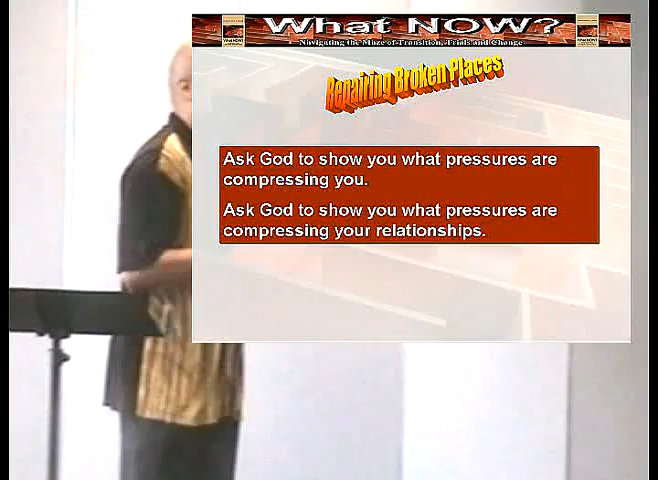 What NOW?
Navigating the Maze of Transition, Trials and Change
Repairing Broken Places
Ask God to show you what pressures are
compressing you.
Ask God to show you what pressures are
compressing your relationships.